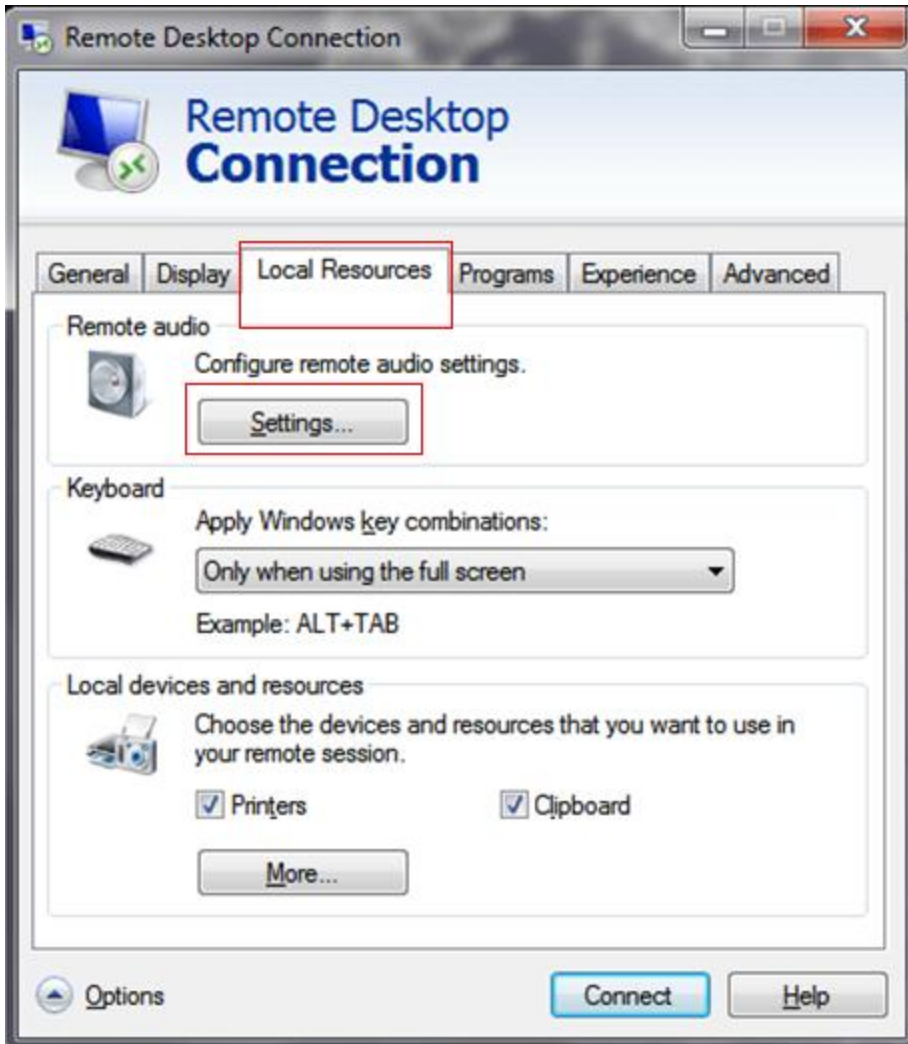 Remote Desktop Connection
Remote Desktop
Connection
General Display Local Resources Programs Experience Advanced
Remote audio
Configure remote audio settings.
Settings...
Keyboard
Apply Windows key combinations:
Only when using the full screen
Example: ALT+TAB
Local devices and resources
Choose the devices and resources that you want to use in
your remote session.
Printers Clipboard
More...
Options Connect Help